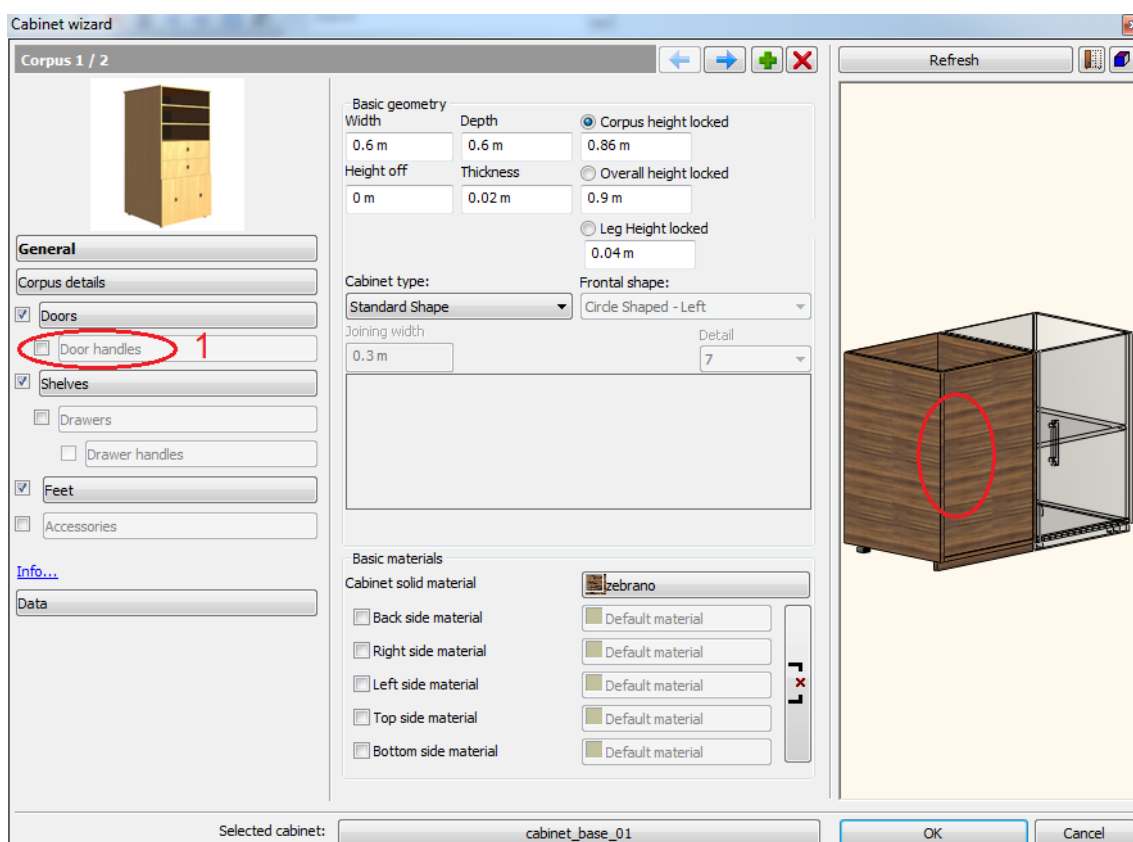 Cabinet wizard
Corpus 1 / 2
Refresh
General
Corpus details
Doors
Door handles
1
Shelves
Drawers
Drawer handles
Feet
Accessories
Info...
Data
Basic geometry
Width Depth Corpus height locked
0.6 m 0.6 m 0.86 m
Height off Thickness Overall height locked
0 m 0.02 m 0.9 m
Leg Height locked
0.04 m
Cabinet type: Frontal shape:
Standard Shape Circle Shaped - Left
Joining width Detail
0.3 m 7
Basic materials
Cabinet solid material zebrano
Back side material Default material
Right side material Default material
Left side material Default material
Top side material Default material
Bottom side material Default material
Selected cabinet: cabinet_base_01 OK Cancel